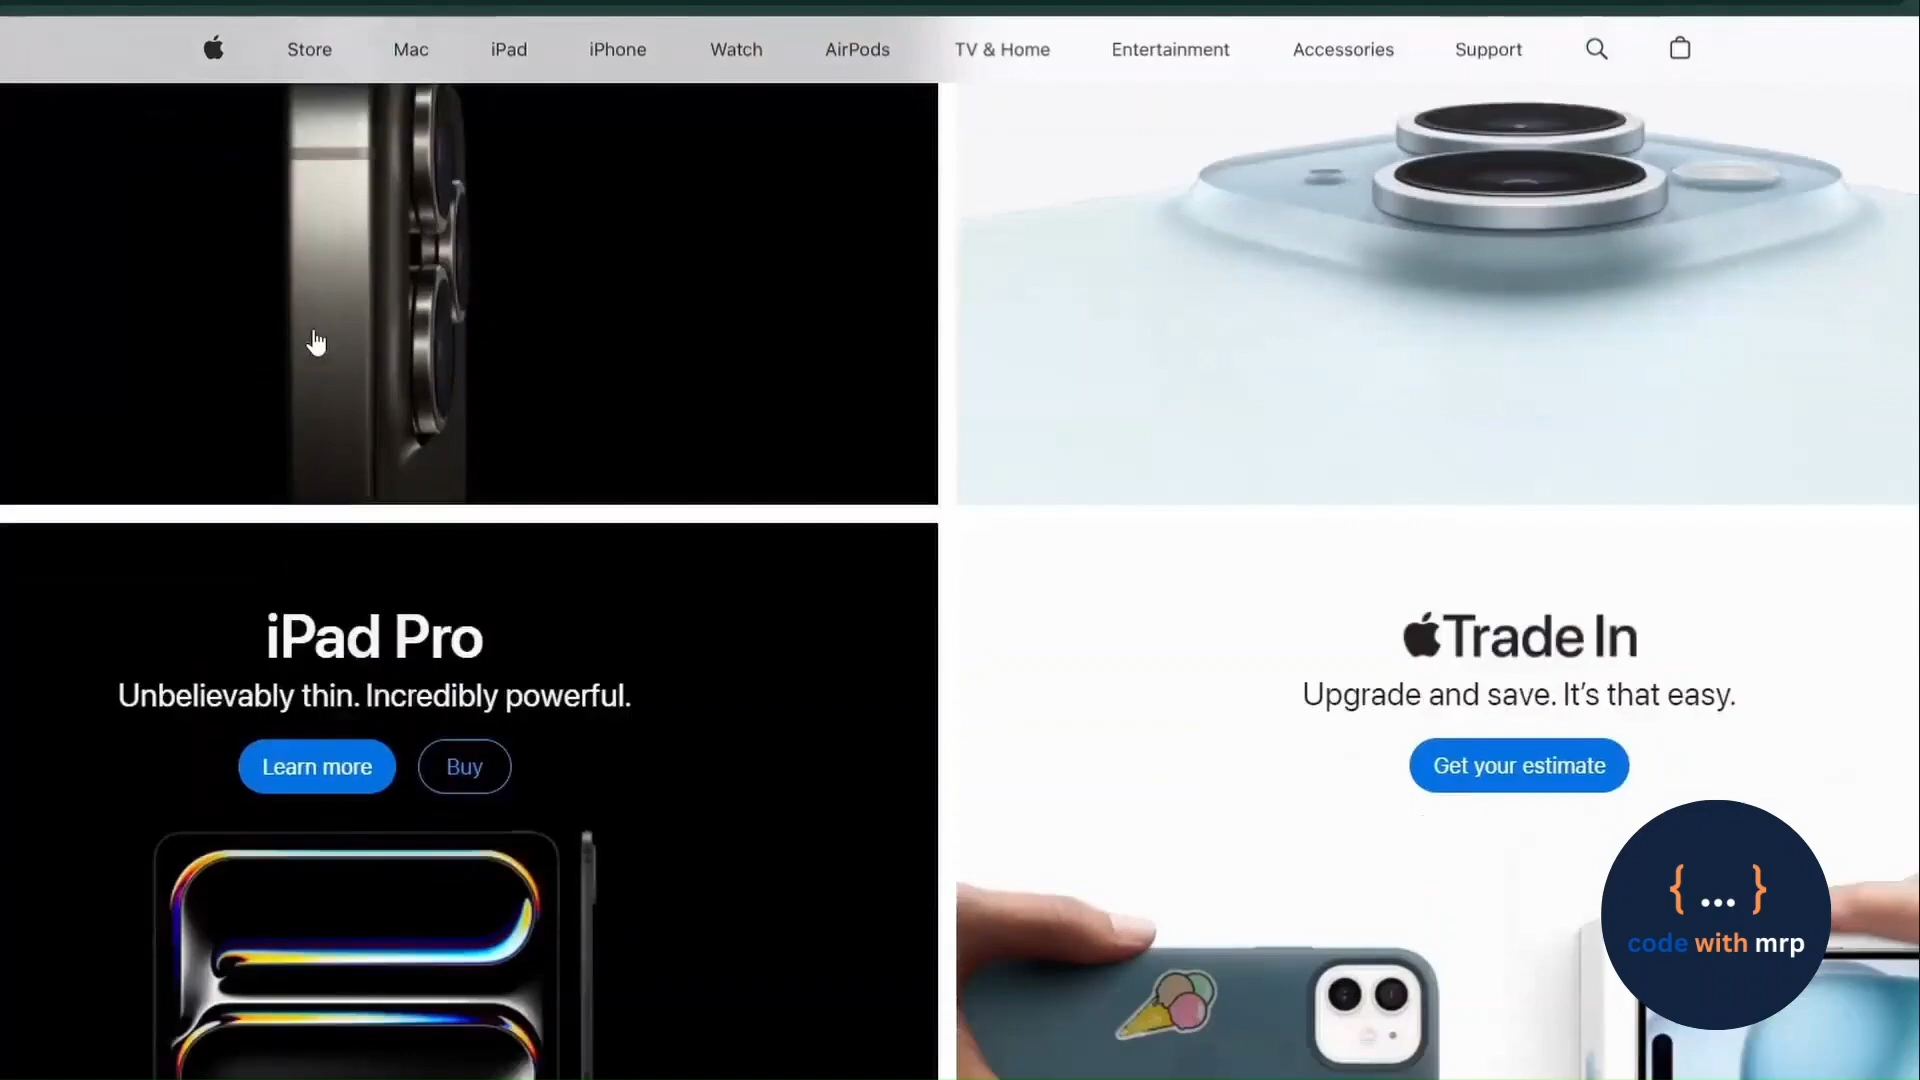 Store Mac iPad iPhone Watch AirPods TV & Home Entertainment Accessories Support
iPad Pro
Unbelievably thin. Incredibly powerful.
Learn more Buy
Trade In
Upgrade and save. It’s that easy.
Get your estimate
{ ... }
code with mrp